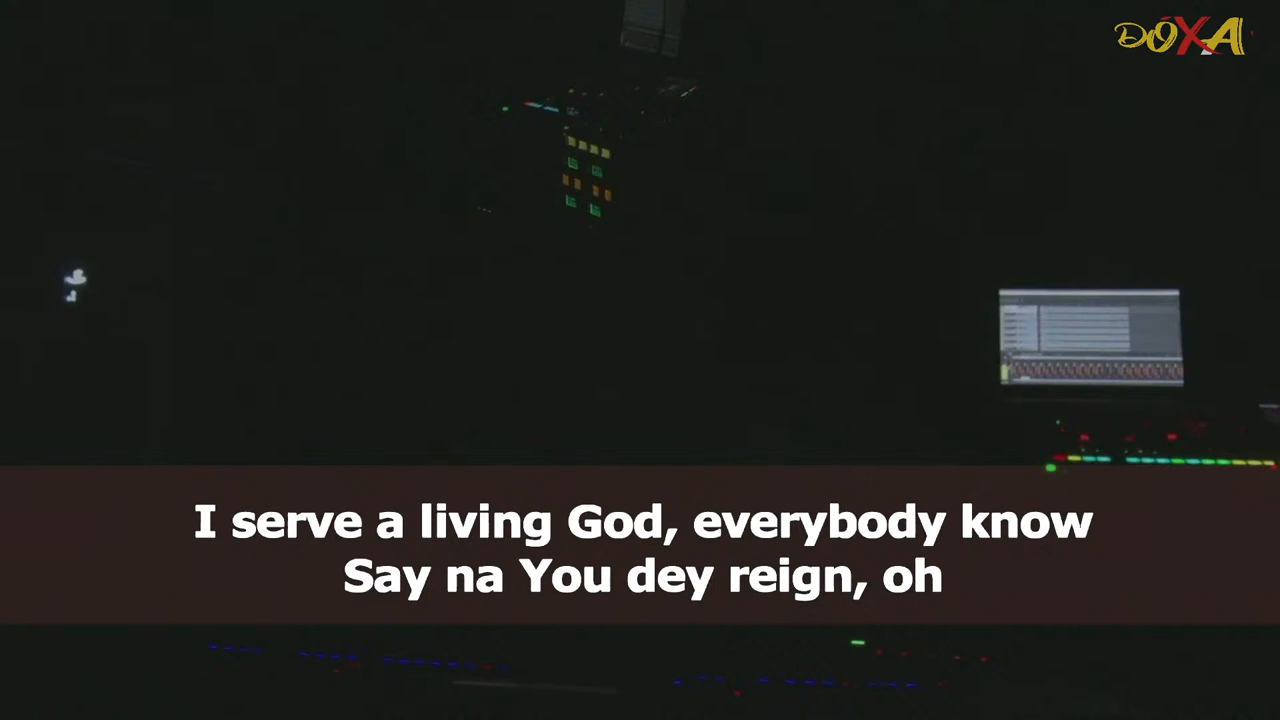 DOXA
I serve a living God, everybody know
Say na You dey reign, oh